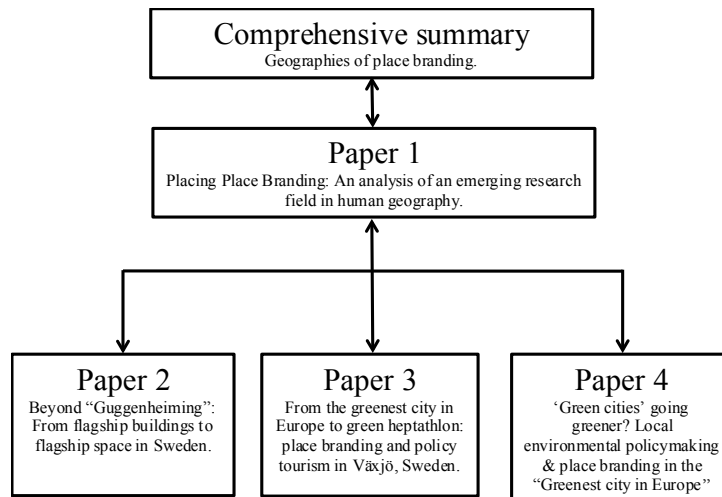 Comprehensive summary
Geographies of place branding.
Paper 1
Placing Place Branding: An analysis of an emerging research
field in human geography.
Paper 2
Beyond “Guggenheiming”:
From flagship buildings to
flagship space in Sweden.
Paper 3
From the greenest city in
Europe to green heptathlon:
place branding and policy
tourism in Växjö, Sweden.
Paper 4
‘Green cities’ going
greener? Local
environmental policymaking
& place branding in the
“Greenest city in Europe”